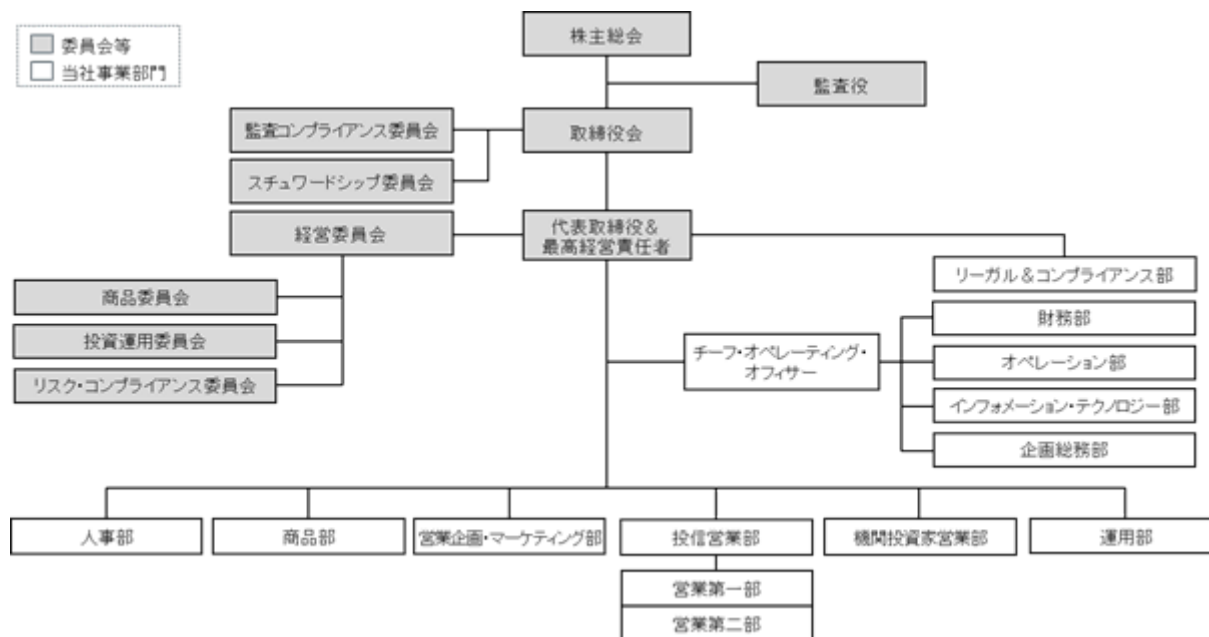 委員会等
当社事業部門
株主総会
監査役
監査コンプライアンス委員会
取締役会
スチュワードシップ委員会
経営委員会
代表取締役&
最高経営責任者
リーガル&コンプライアンス部
商品委員会
財務部
投資運用委員会
チーフ・オペレーティング・
オフィサー
オペレーション部
リスク・コンプライアンス委員会
インフォメーション・テクノロジー部
企画総務部
人事部
商品部
営業企画・マーケティング部
投信営業部
機関投資家営業部
運用部
営業第一部
営業第二部